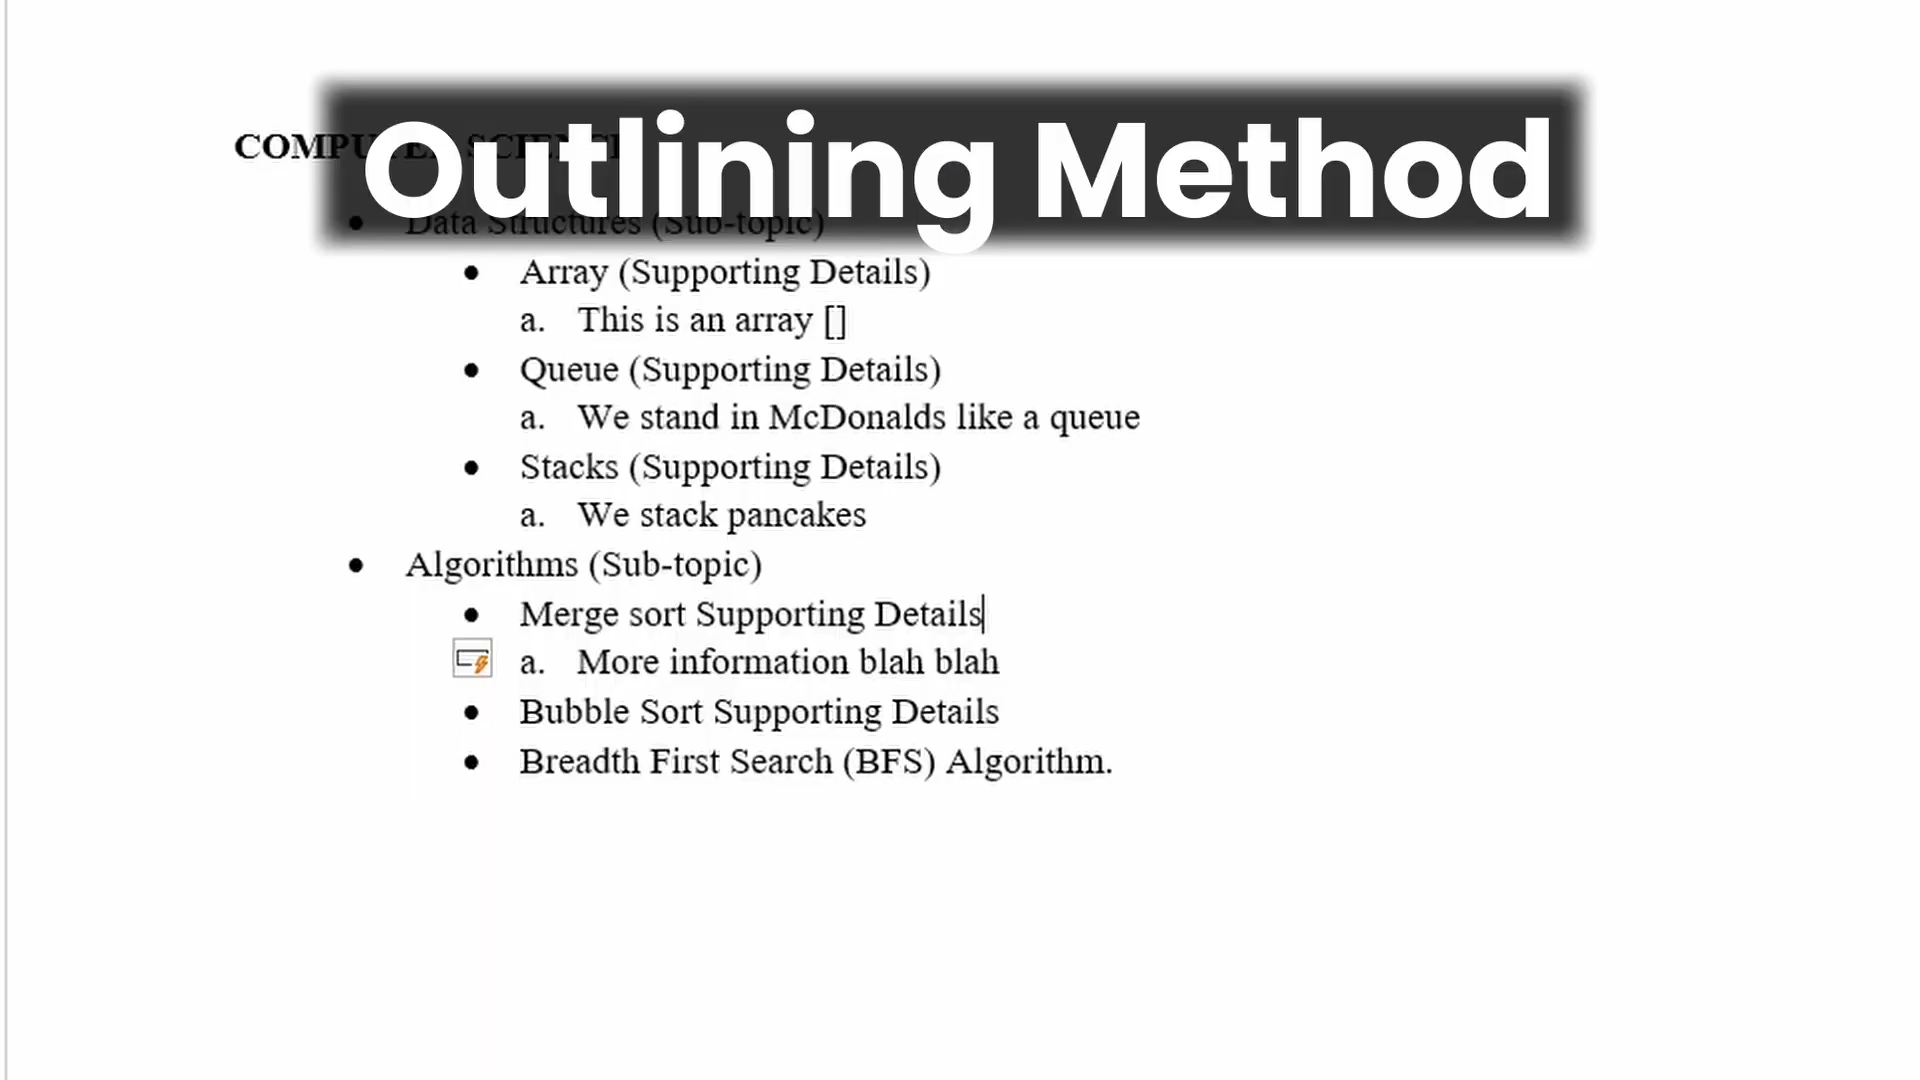 Outlining Method
COMPUTER SCIENCE
• Data Structures (Sub-topic)
• Array (Supporting Details)
a. This is an array []
• Queue (Supporting Details)
a. We stand in McDonalds like a queue
• Stacks (Supporting Details)
a. We stack pancakes
• Algorithms (Sub-topic)
• Merge sort Supporting Details
a. More information blah blah
• Bubble Sort Supporting Details
• Breadth First Search (BFS) Algorithm.